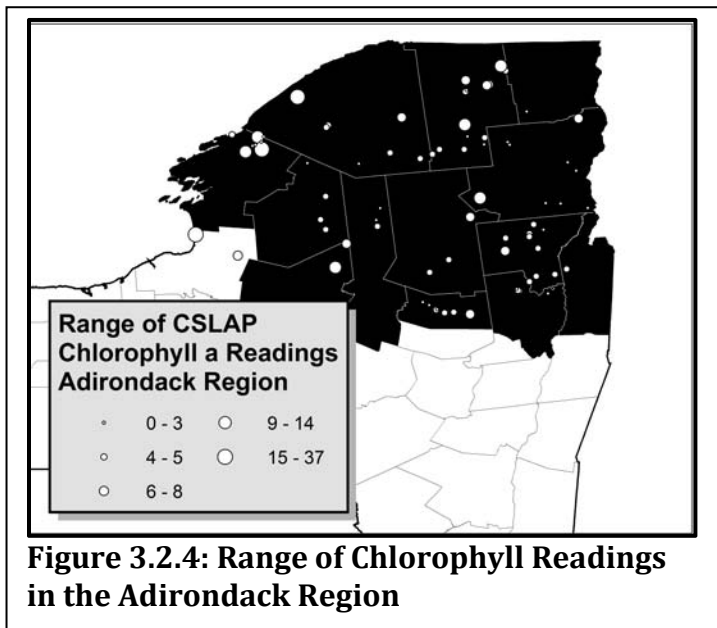 Range of CSLAP
Chlorophyll a Readings
Adirondack Region
0 - 3
9 - 14
4 - 5
15 - 37
6 - 8
Figure 3.2.4: Range of Chlorophyll Readings
in the Adirondack Region